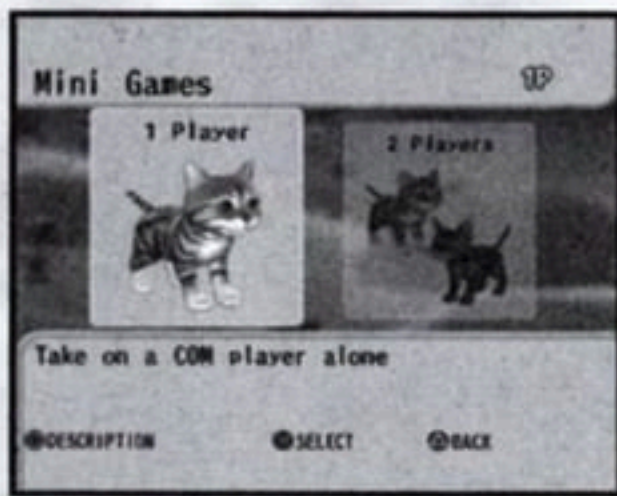 Mini Games 1P
1 Player 2 Players
Take on a COM player alone
DESCRIPTION SELECT BACK